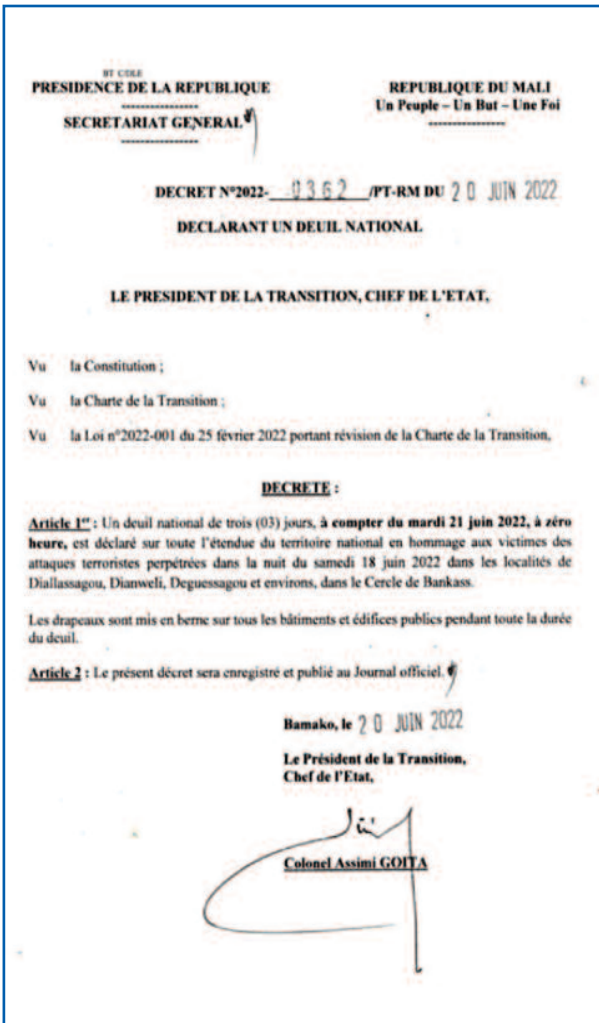 BT C/DLE
PRESIDENCE DE LA REPUBLIQUE
---------------
SECRETARIAT GENERAL
---------------
REPUBLIQUE DU MALI
Un Peuple – Un But – Une Foi
---------------
DECRET N°2022- 0362 /PT-RM DU 20 JUIN 2022
DECLARANT UN DEUIL NATIONAL
LE PRESIDENT DE LA TRANSITION, CHEF DE L'ETAT,
Vu la Constitution ;
Vu la Charte de la Transition ;
Vu la Loi n°2022-001 du 25 février 2022 portant révision de la Charte de la Transition,
DECRETE :
Article 1er : Un deuil national de trois (03) jours, à compter du mardi 21 juin 2022, à zéro
heure, est déclaré sur toute l'étendue du territoire national en hommage aux victimes des
attaques terroristes perpétrées dans la nuit du samedi 18 juin 2022 dans les localités de
Diallassagou, Dianweli, Deguessagou et environs, dans le Cercle de Bankass.
Les drapeaux sont mis en berne sur tous les bâtiments et édifices publics pendant toute la durée
du deuil.
Article 2 : Le présent décret sera enregistré et publié au Journal officiel.
Bamako, le 20 JUIN 2022
Le Président de la Transition,
Chef de l'Etat,
Colonel Assimi GOITA